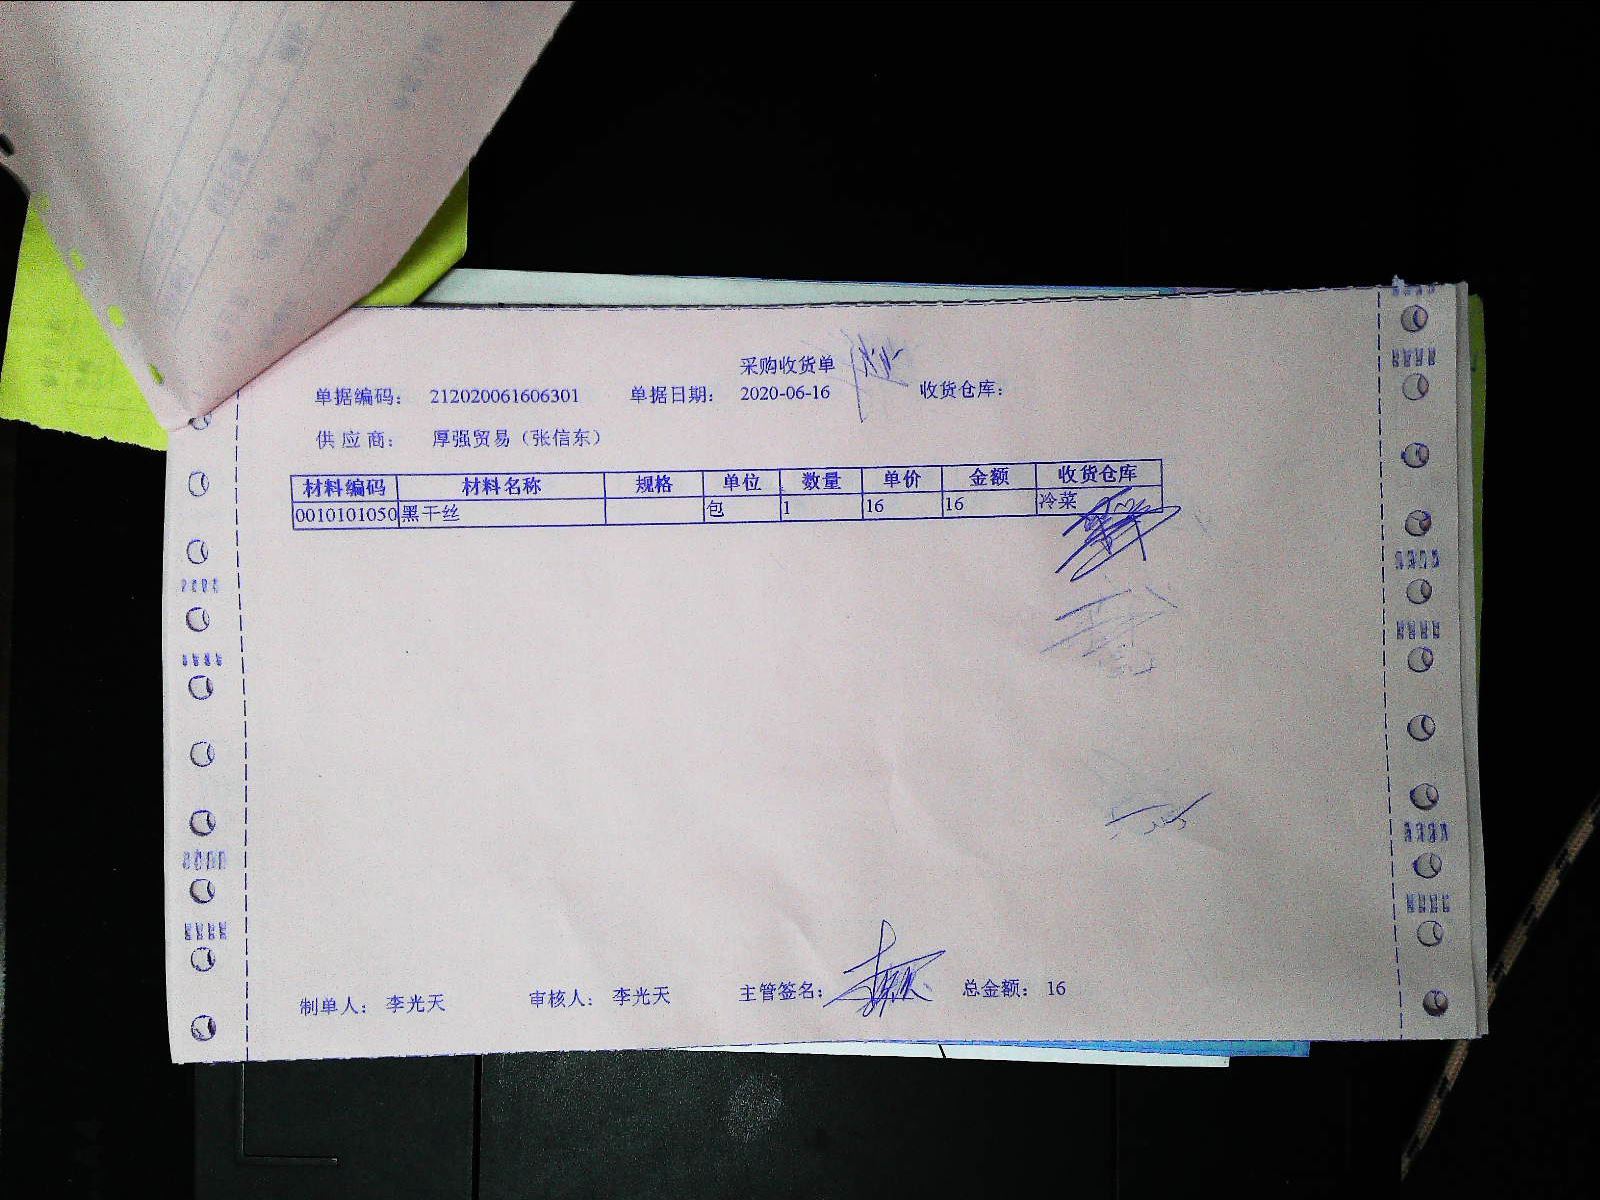 采购收货单
单据编码： 212020061606301 单据日期： 2020-06-16 收货仓库：
供 应 商： 厚强贸易（张信东）
材料编码 材料名称 规格 单位 数量 单价 金额 收货仓库
0010101050 黑干丝 包 1 16 16 冷菜
制单人： 李光天 审核人： 李光天 主管签名： 总金额： 16